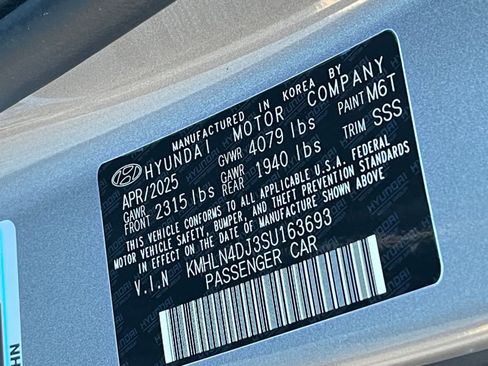 MANUFACTURED IN KOREA BY
HYUNDAI MOTOR COMPANY
APR/2025 GVWR 4079 lbs PAINT M6T
GAWR FRONT 2315 lbs GAWR REAR 1940 lbs TRIM SSS
THIS VEHICLE CONFORMS TO ALL APPLICABLE U.S.A. FEDERAL
MOTOR VEHICLE SAFETY, BUMPER, AND THEFT PREVENTION STANDARDS
IN EFFECT ON THE DATE OF MANUFACTURE SHOWN ABOVE.
V.I.N KMHLN4DJ3SU163693
PASSENGER CAR